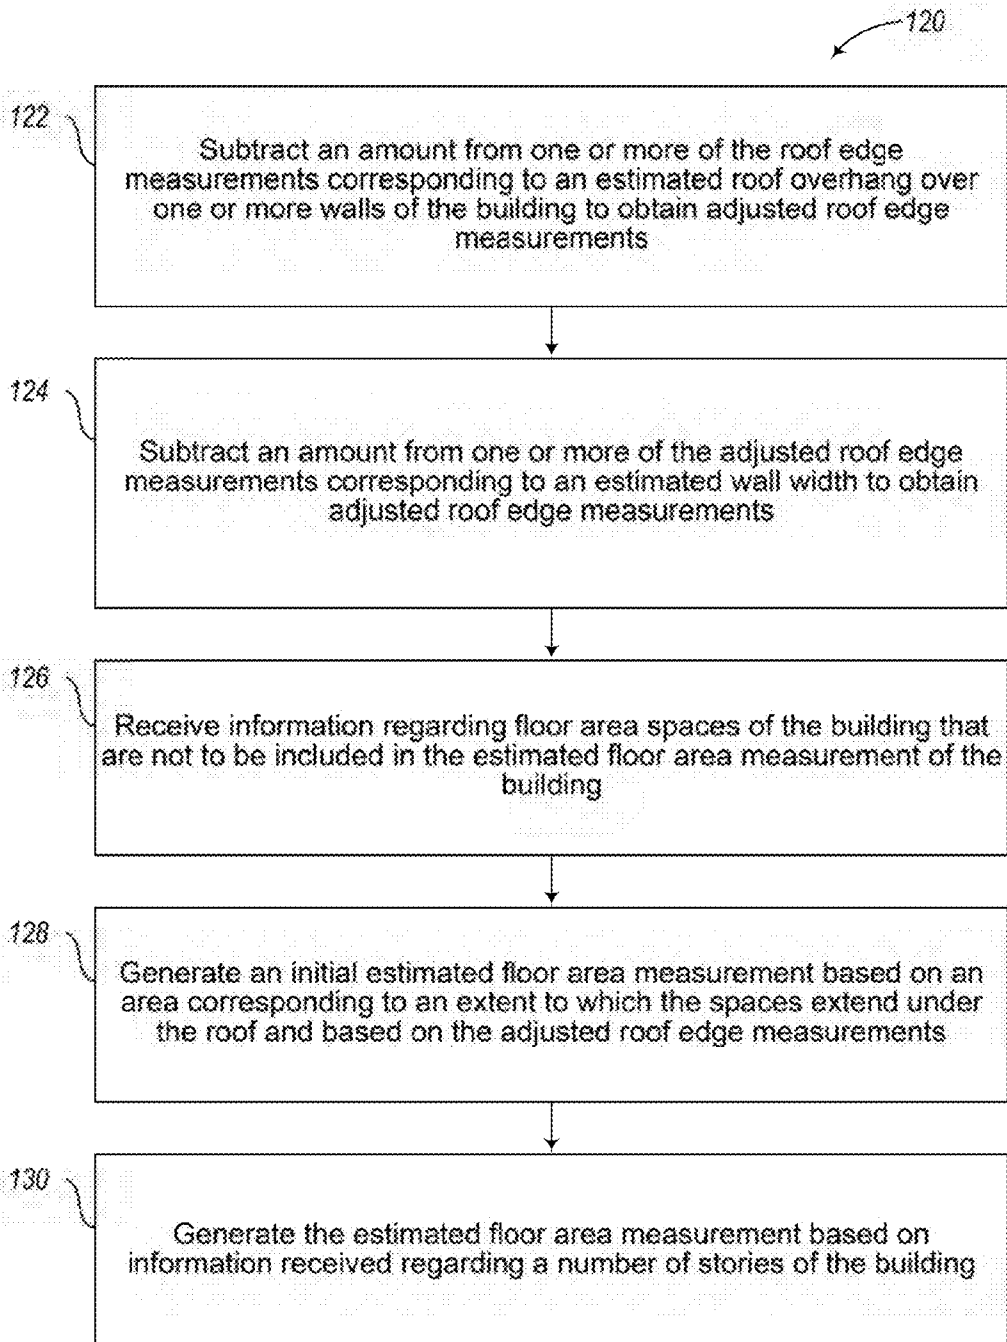 120
122
Subtract an amount from one or more of the roof edge
measurements corresponding to an estimated roof overhang over
one or more walls of the building to obtain adjusted roof edge
measurements
124
Subtract an amount from one or more of the adjusted roof edge
measurements corresponding to an estimated wall width to obtain
adjusted roof edge measurements
126
Receive information regarding floor area spaces of the building that
are not to be included in the estimated floor area measurement of the
building
128
Generate an initial estimated floor area measurement based on an
area corresponding to an extent to which the spaces extend under
the roof and based on the adjusted roof edge measurements
130
Generate the estimated floor area measurement based on
information received regarding a number of stories of the building